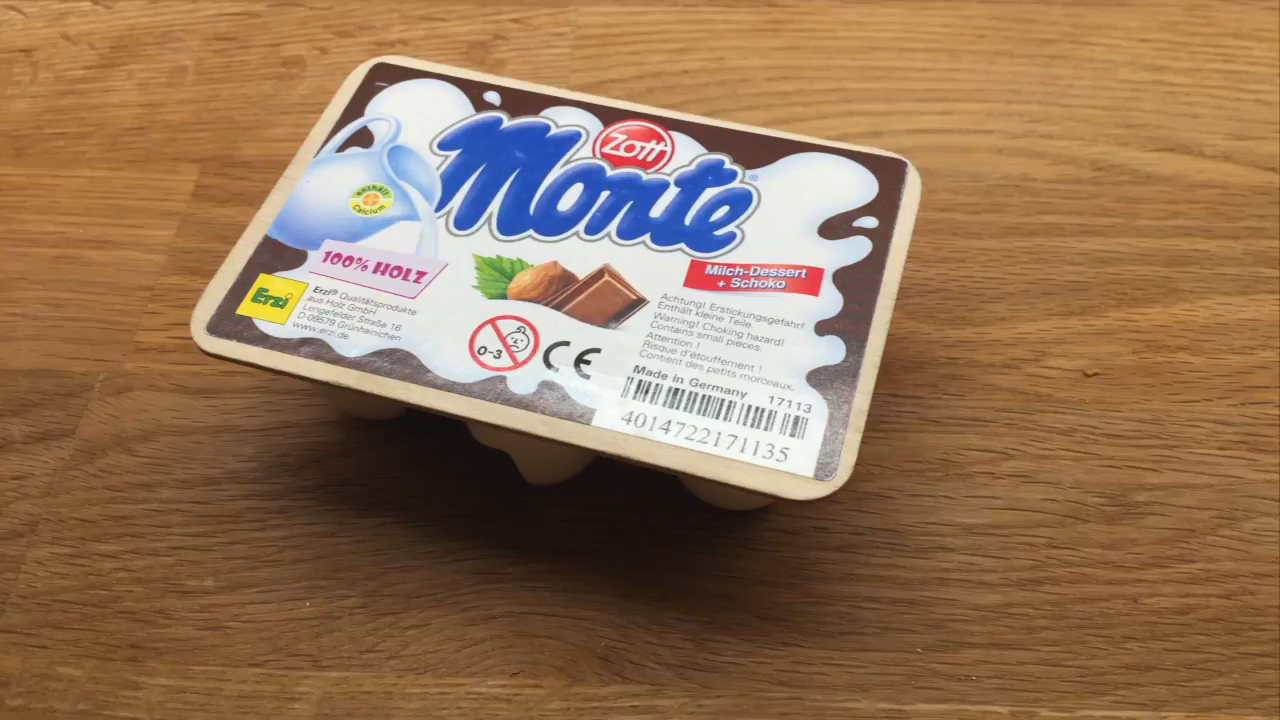 Zott
Monte®
enthält
Calcium
100% HOLZ
Milch-Dessert
+ Schoko
Erzi
Erzi® Qualitätsprodukte
aus Holz GmbH
Lengefelder Straße 16
D-09579 Grünhainichen
www.erzi.de
0-3
CE
Achtung! Erstickungsgefahr!
Enthält kleine Teile.
Warning! Choking hazard!
Contains small pieces.
Attention !
Risque d'étouffement !
Contient des petits morceaux.
Made in Germany 17113
4014722171135